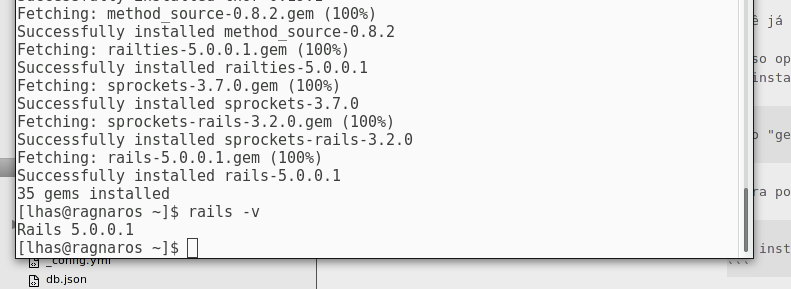 Fetching: method_source-0.8.2.gem (100%)
Successfully installed method_source-0.8.2
Fetching: railties-5.0.0.1.gem (100%)
Successfully installed railties-5.0.0.1
Fetching: sprockets-3.7.0.gem (100%)
Successfully installed sprockets-3.7.0
Fetching: sprockets-rails-3.2.0.gem (100%)
Successfully installed sprockets-rails-3.2.0
Fetching: rails-5.0.0.1.gem (100%)
Successfully installed rails-5.0.0.1
35 gems installed
[lhas@ragnaros ~]$ rails -v
Rails 5.0.0.1
[lhas@ragnaros ~]$
_config.yml
db.json
ê já
so op
insta
"ge
ra po
inst
```